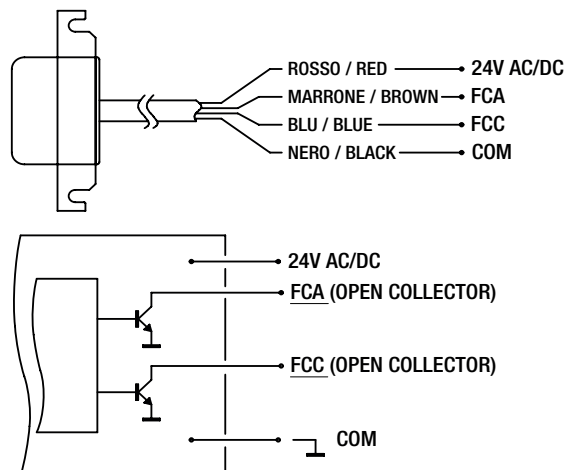 ROSSO / RED 24V AC/DC
MARRONE / BROWN FCA
BLU / BLUE FCC
NERO / BLACK COM
24V AC/DC
FCA (OPEN COLLECTOR)
FCC (OPEN COLLECTOR)
COM